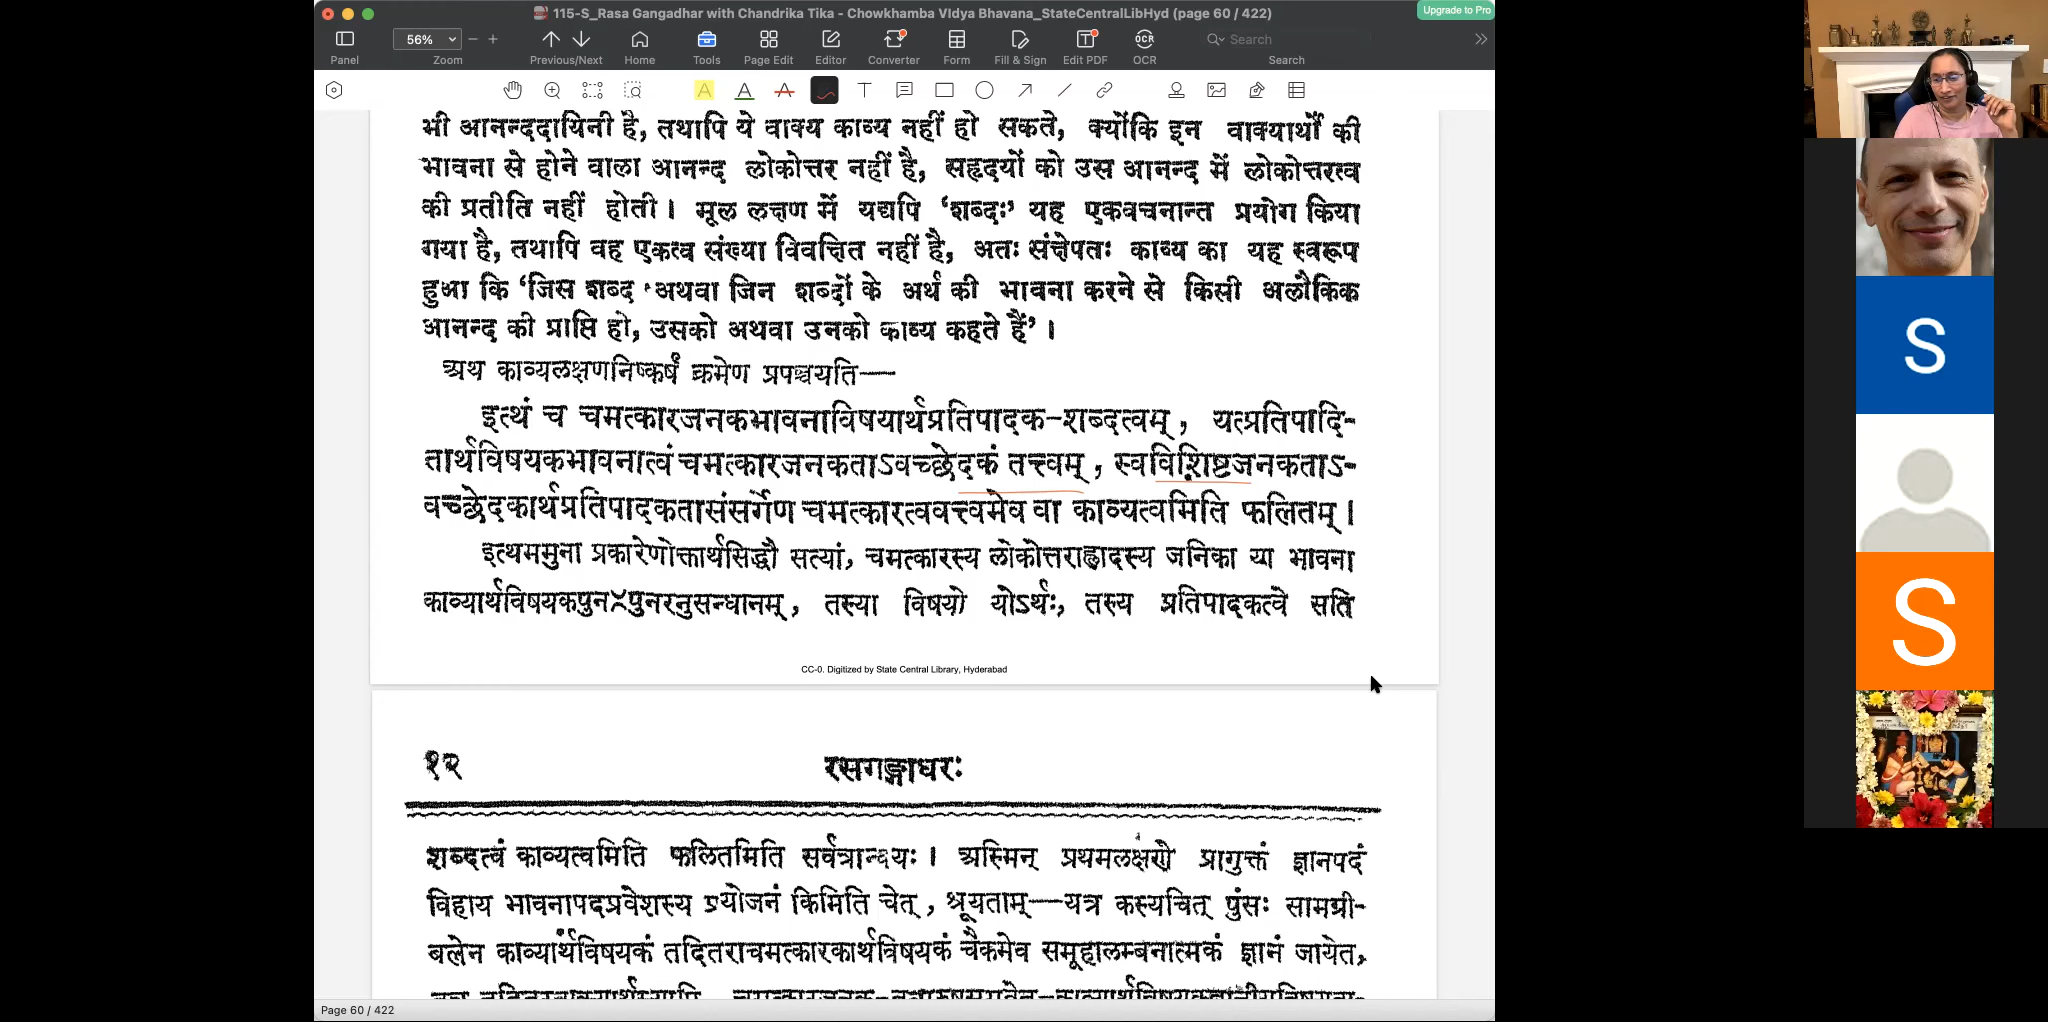 115-S_Rasa Gangadhar with Chandrika Tika - Chowkhamba VIdya Bhavana_StateCentralLibHyd (page 60 / 422)
Upgrade to Pro
56%
Search
Panel Zoom Previous/Next Home Tools Page Edit Editor Converter Form Fill & Sign Edit PDF OCR Search
भी आनन्ददायिनी है, तथापि ये वाक्य काव्य नहीं हो सकते, क्योंकि इन वाक्यार्थों की
भावना से होने वाला आनन्द लोकोत्तर नहीं है, सहृदयों को उस आनन्द में लोकोत्तरत्व
की प्रतीति नहीं होती। मूल लक्षण में यद्यपि ‘शब्दः’ यह एकवचनान्त प्रयोग किया
गया है, तथापि वह एकत्व संख्या विवक्षित नहीं है, अतः संक्षेपतः काव्य का यह स्वरूप
हुआ कि ‘जिस शब्द अथवा जिन शब्दों के अर्थ की भावना करने से किसी अलौकिक
आनन्द की प्राप्ति हो, उसको अथवा उनको काव्य कहते हैं’।
अथ काव्यलक्षणनिष्कर्षं क्रमेण प्रपञ्चयति—
इत्थं च चमत्कारजनकभावनाविषयार्थप्रतिपादक-शब्दत्वम्, यत्प्रतिपादि-
तार्थविषयकभावनात्वं चमत्कारजनकताऽवच्छेदकं तत्त्वम्, स्वविशिष्टजनकताऽ-
वच्छेदकार्थप्रतिपादकतासंसर्गेण चमत्कारत्ववत्त्वमेव वा काव्यत्वमिति फलितम्।
इत्थममुना प्रकारेणोक्तार्थसिद्धौ सत्यां, चमत्कारस्य लोकोत्तराह्लादस्य जनिका या भावना
काव्यार्थविषयकपुन×पुनरनुसन्धानम्, तस्या विषयो योऽर्थः, तस्य प्रतिपादकत्वे सति
CC-0. Digitized by State Central Library, Hyderabad
१२ रसगङ्गाधरः
शब्दत्वं काव्यत्वमिति फलितमिति सर्वत्रान्वयः। अस्मिन् प्रथमलक्षणे प्रागुक्तं ज्ञानपदं
विहाय भावनापदप्रवेशस्य प्रयोजनं किमिति चेत्, श्रूयताम्—यत्र कस्यचित् पुंसः सामग्री-
बलेन काव्यार्थविषयकं तदितराचमत्कारकार्थविषयकं चैकमेव समूहालम्बनात्मकं ज्ञानं जायेत,
Page 60 / 422
S
S